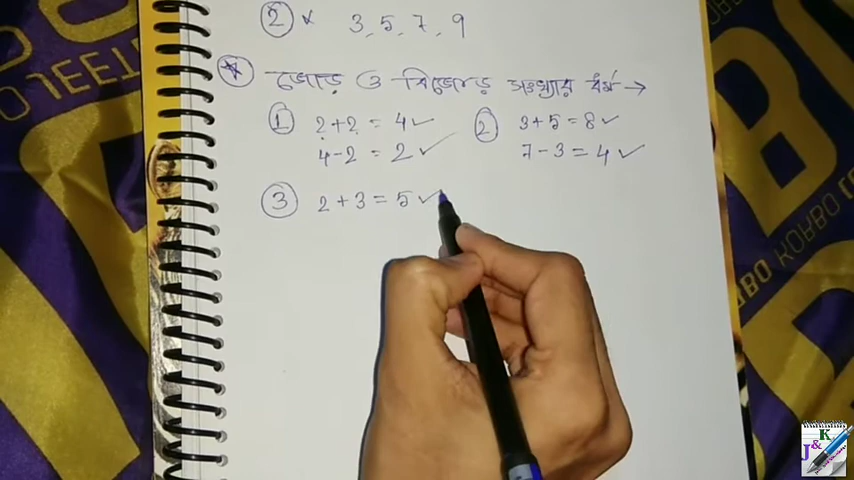 ② × 3, 5, 7, 9
জোড় ও বিজোড় সংখ্যার ধর্ম →
① 2+2 = 4 ✓ ② 3+5 = 8 ✓
4-2 = 2 ✓ 7-3 = 4 ✓
③ 2+3 = 5 ✓
J&K